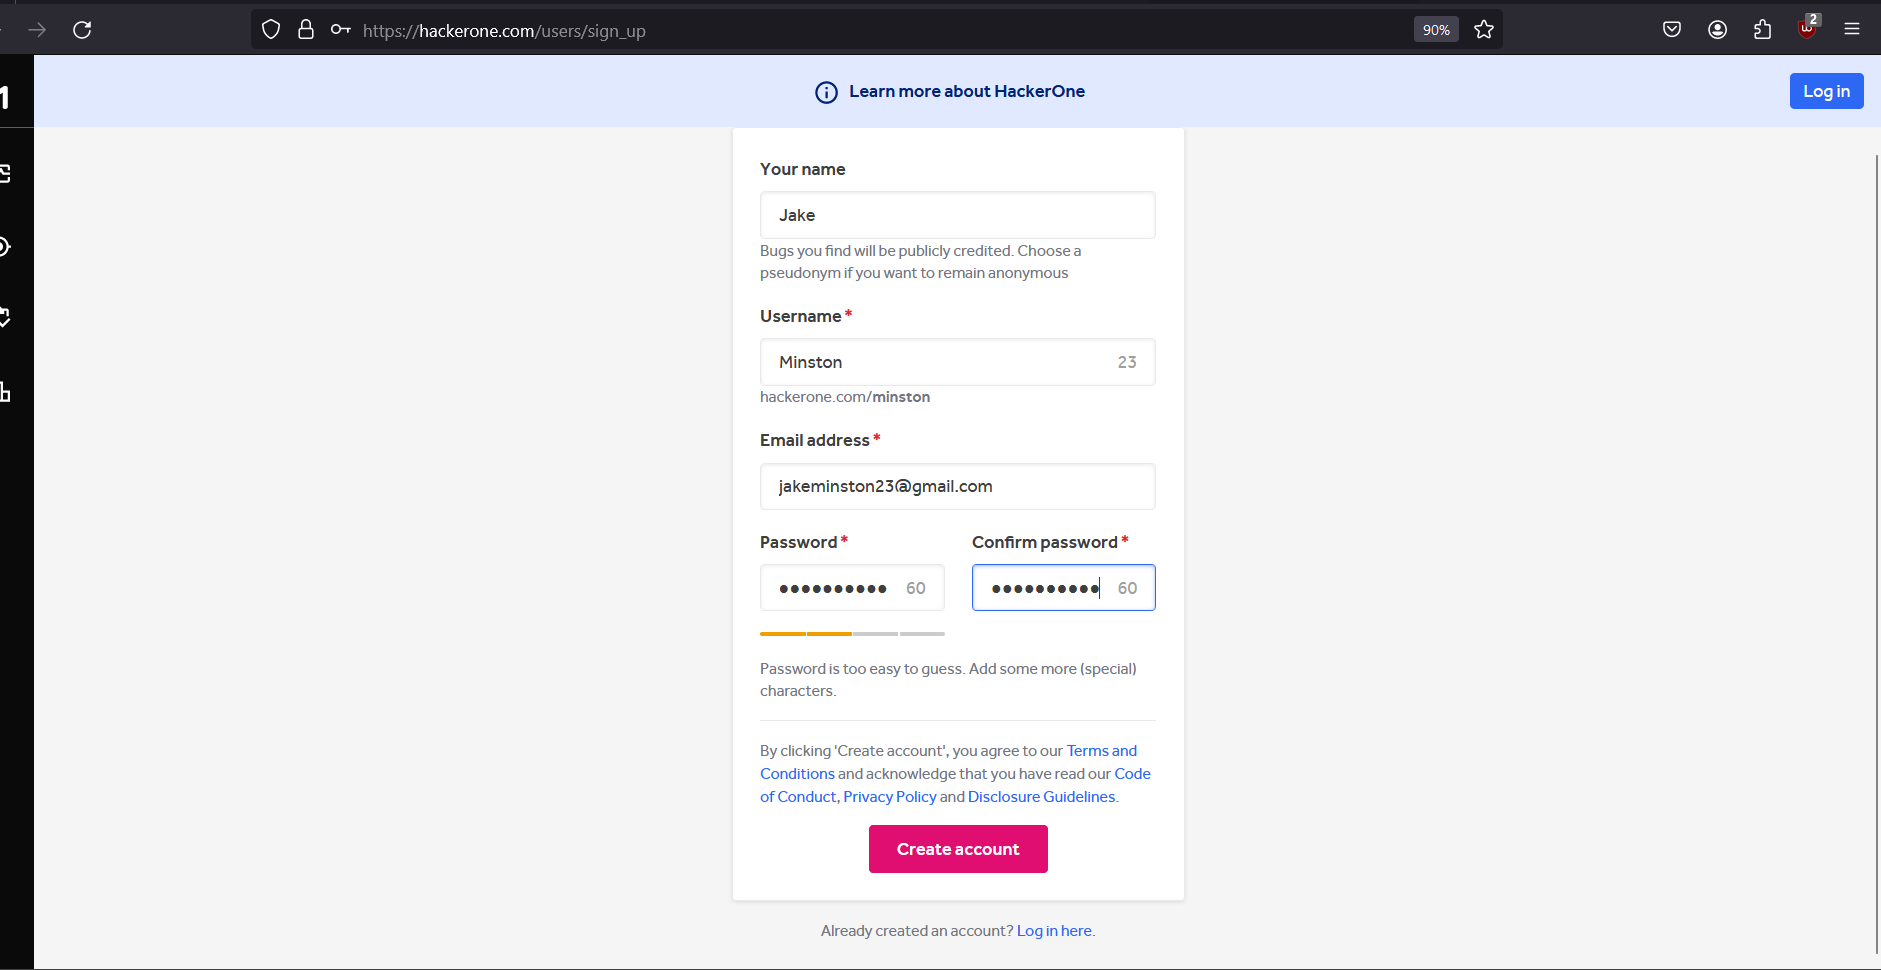 https://hackerone.com/users/sign_up
90%
2
1
Learn more about HackerOne
Log in
Your name
Jake
Bugs you find will be publicly credited. Choose a
pseudonym if you want to remain anonymous
Username *
Minston 23
hackerone.com/minston
Email address *
jakeminston23@gmail.com
Password * Confirm password *
•••••••••• 60 •••••••••• 60
Password is too easy to guess. Add some more (special)
characters.
By clicking 'Create account', you agree to our Terms and
Conditions and acknowledge that you have read our Code
of Conduct, Privacy Policy and Disclosure Guidelines.
Create account
Already created an account? Log in here.